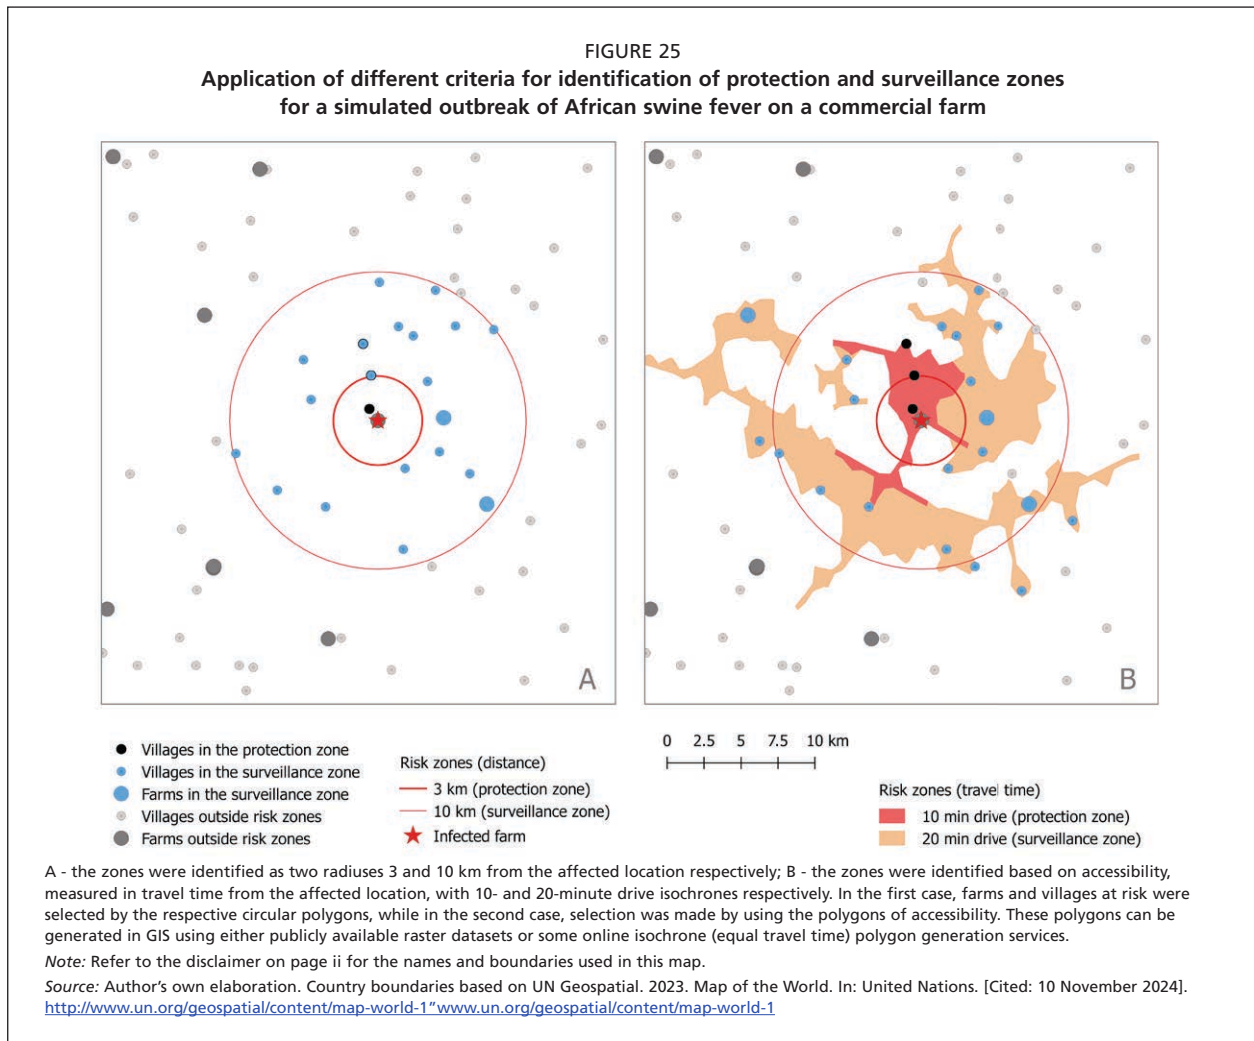 FIGURE 25
Application of different criteria for identification of protection and surveillance zones
for a simulated outbreak of African swine fever on a commercial farm
A
B
Villages in the protection zone
Villages in the surveillance zone
Farms in the surveillance zone
Villages outside risk zones
Farms outside risk zones
Risk zones (distance)
3 km (protection zone)
10 km (surveillance zone)
Infected farm
0 2.5 5 7.5 10 km
Risk zones (travel time)
10 min drive (protection zone)
20 min drive (surveillance zone)
A - the zones were identified as two radiuses 3 and 10 km from the affected location respectively; B - the zones were identified based on accessibility,
measured in travel time from the affected location, with 10- and 20-minute drive isochrones respectively. In the first case, farms and villages at risk were
selected by the respective circular polygons, while in the second case, selection was made by using the polygons of accessibility. These polygons can be
generated in GIS using either publicly available raster datasets or some online isochrone (equal travel time) polygon generation services.
Note: Refer to the disclaimer on page ii for the names and boundaries used in this map.
Source: Author's own elaboration. Country boundaries based on UN Geospatial. 2023. Map of the World. In: United Nations. [Cited: 10 November 2024].
http://www.un.org/geospatial/content/map-world-1"www.un.org/geospatial/content/map-world-1